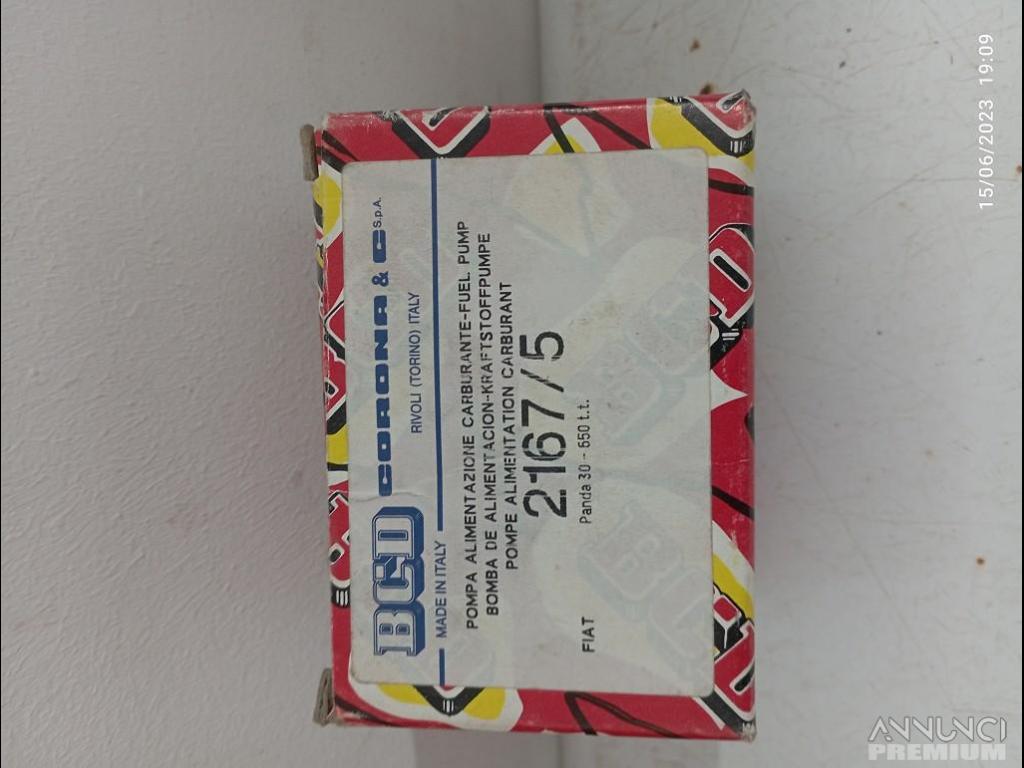 BCD CORONA & C S.p.A.
RIVOLI (TORINO) ITALY
MADE IN ITALY
POMPA ALIMENTAZIONE CARBURANTE-FUEL PUMP
BOMBA DE ALIMENTACION-KRAFTSTOFFPUMPE
POMPE ALIMENTATION CARBURANT
2167/5
FIAT Panda 30 - 650 t.t.
15/06/2023 19:09
ANNUNCI
PREMIUM